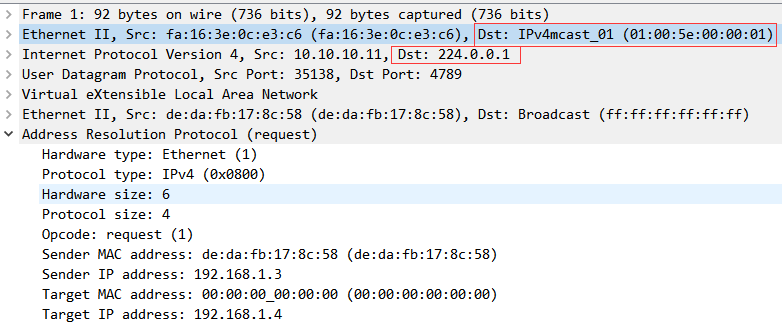 Frame 1: 92 bytes on wire (736 bits), 92 bytes captured (736 bits)
Ethernet II, Src: fa:16:3e:0c:e3:c6 (fa:16:3e:0c:e3:c6), Dst: IPv4mcast_01 (01:00:5e:00:00:01)
Internet Protocol Version 4, Src: 10.10.10.11, Dst: 224.0.0.1
User Datagram Protocol, Src Port: 35138, Dst Port: 4789
Virtual eXtensible Local Area Network
Ethernet II, Src: de:da:fb:17:8c:58 (de:da:fb:17:8c:58), Dst: Broadcast (ff:ff:ff:ff:ff:ff)
Address Resolution Protocol (request)
Hardware type: Ethernet (1)
Protocol type: IPv4 (0x0800)
Hardware size: 6
Protocol size: 4
Opcode: request (1)
Sender MAC address: de:da:fb:17:8c:58 (de:da:fb:17:8c:58)
Sender IP address: 192.168.1.3
Target MAC address: 00:00:00_00:00:00 (00:00:00:00:00:00)
Target IP address: 192.168.1.4